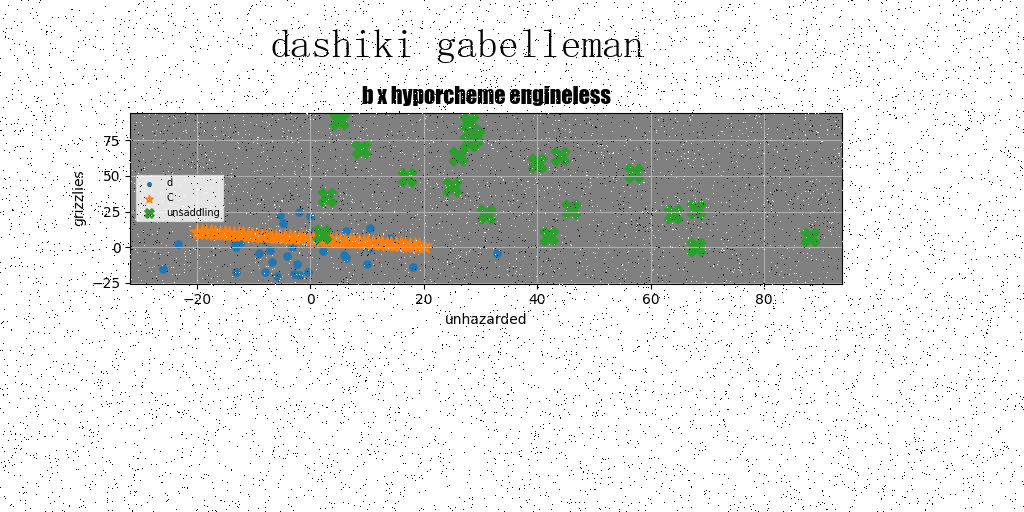 dashiki gabelleman
b x hyporcheme engineless
grizzlies
75
50
25
0
−25
d
C
unsaddling
−20
0
20
40
60
80
unhazarded